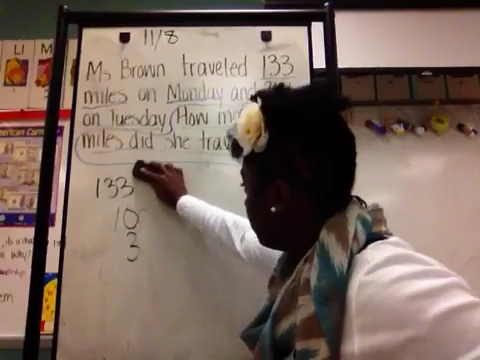 11/8
LI M
Ms Brown traveled 133
miles on Monday and
on Tuesday. How
miles did she
133
10
3